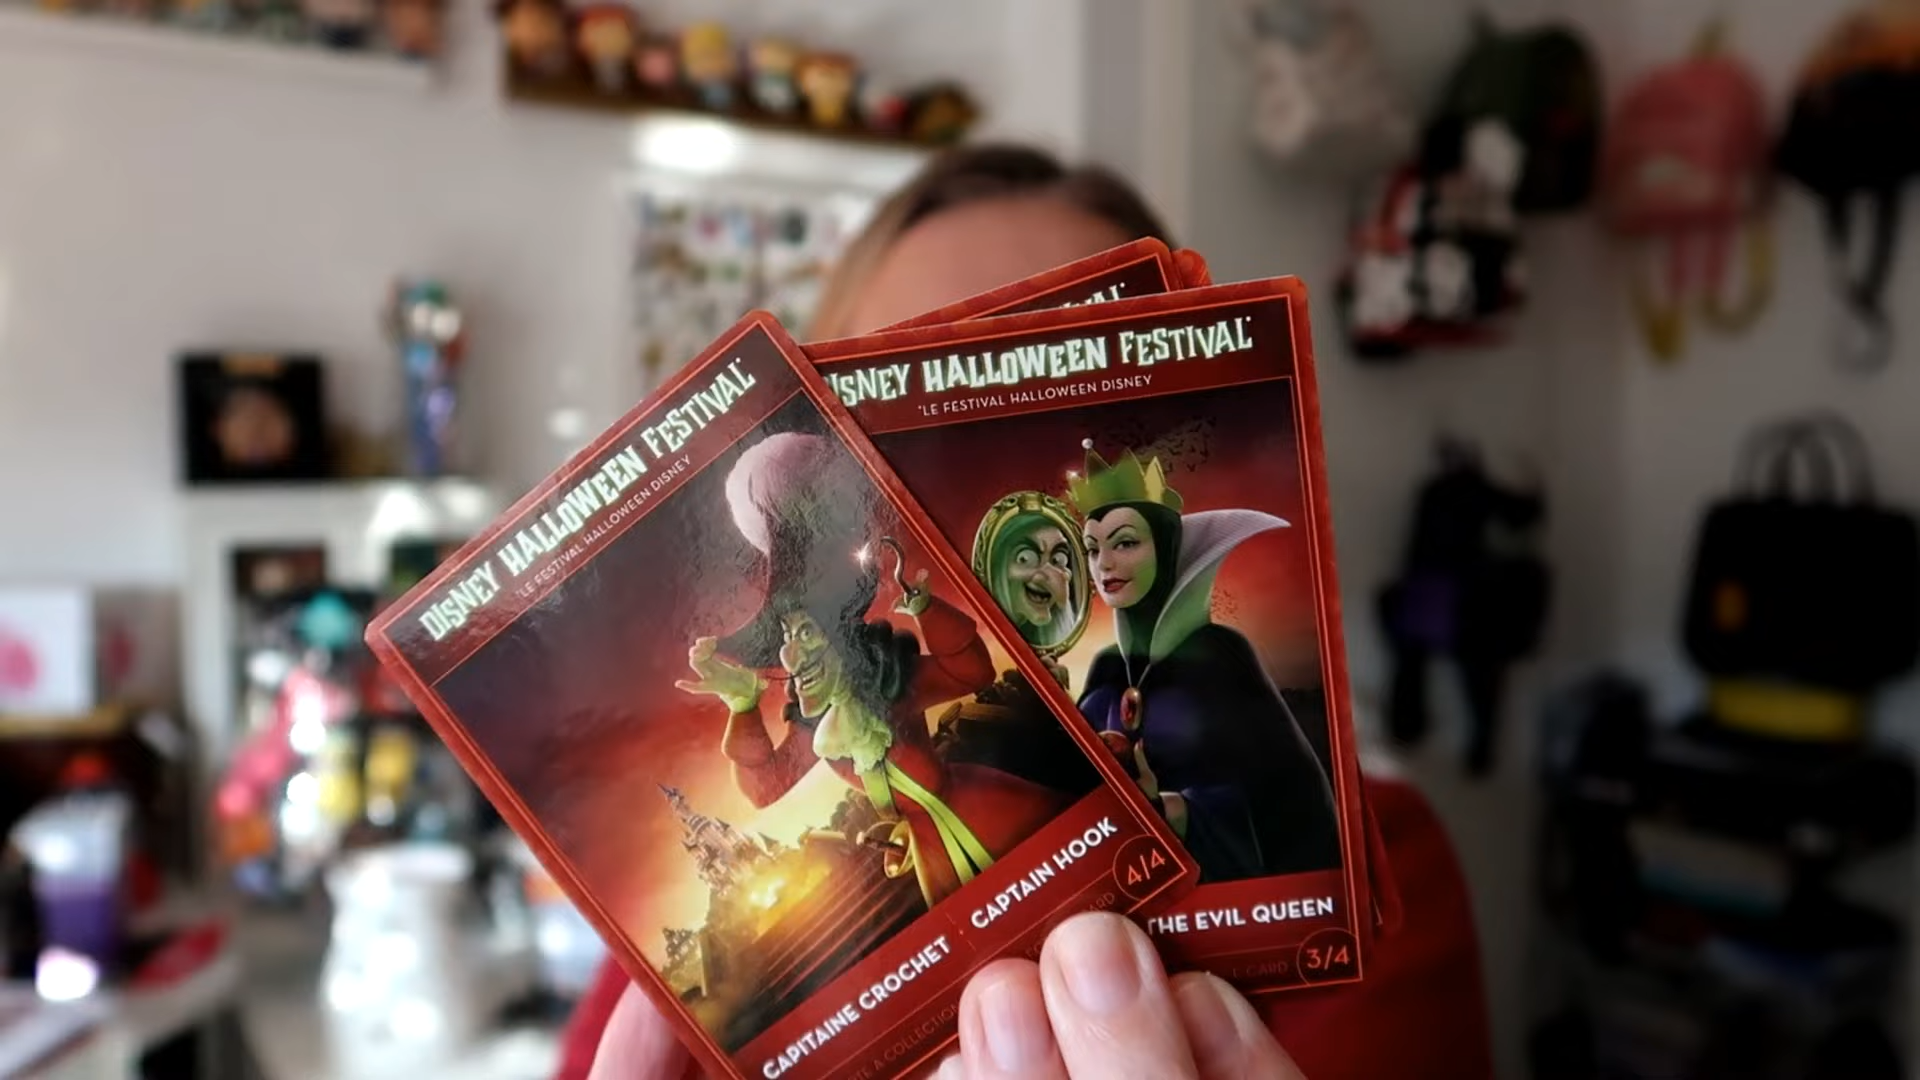 DISNEY HALLOWEEN FESTIVAL*
*LE FESTIVAL HALLOWEEN DISNEY
CAPITAINE CROCHET
CAPTAIN HOOK
4/4
HALLOWEEN FESTIVAL*
*LE FESTIVAL HALLOWEEN DISNEY
THE EVIL QUEEN
CARD
3/4